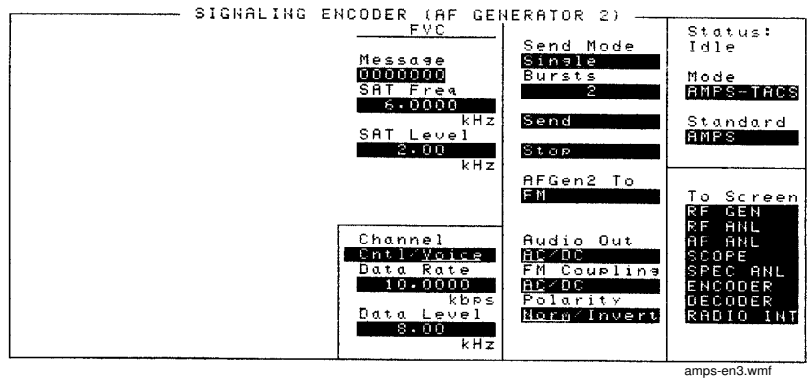 SIGNALING ENCODER (AF GENERATOR 2)
FVC
Message
0000000
SAT Freq
6.0000
kHz
SAT Level
2.00
kHz
Channel
Cntl/Voice
Data Rate
10.0000
kbps
Data Level
8.00
kHz
Send Mode
Single
Bursts
2
Send
Stop
AFGen2 To
FM
Audio Out
AC/DC
FM Coupling
AC/DC
Polarity
Norm/Invert
Status:
Idle
Mode
AMPS-TACS
Standard
AMPS
To Screen
RF GEN
RF ANL
AF ANL
SCOPE
SPEC ANL
ENCODER
DECODER
RADIO INT
amps-en3.wmf